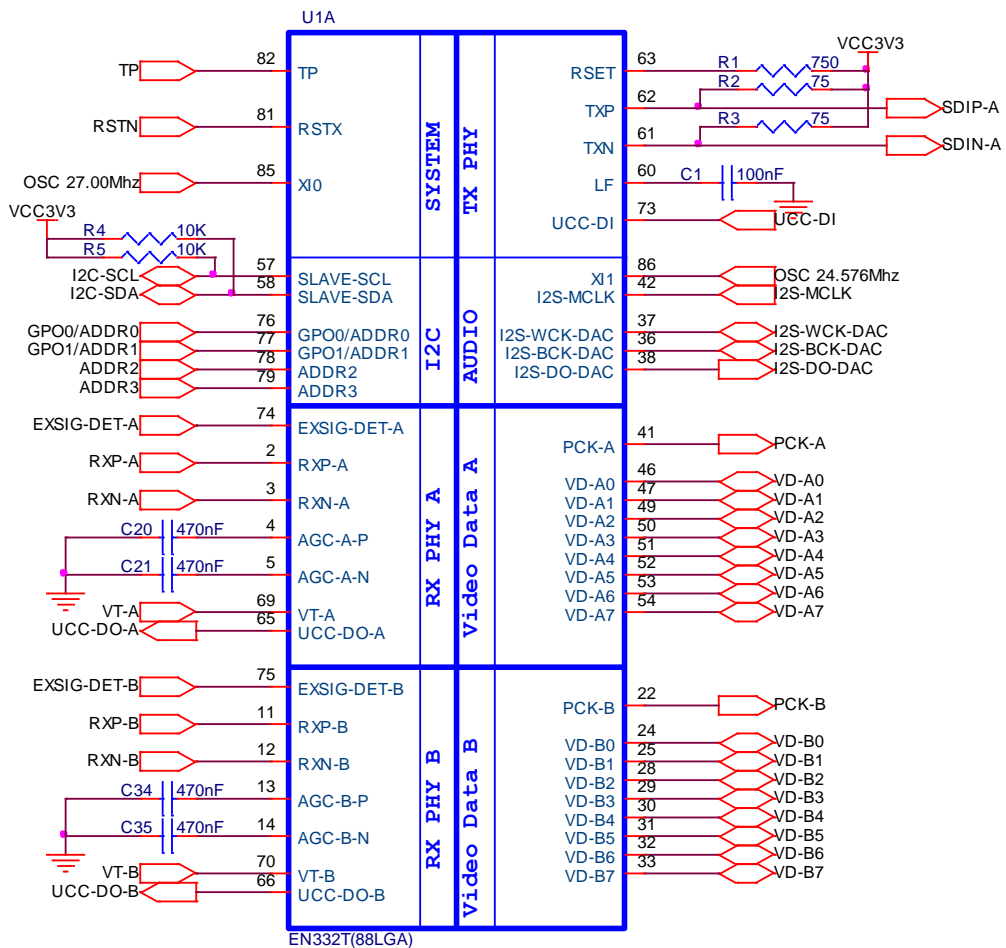 U1A
VCC3V3
TP 82 TP
RSET 63 R1 750
R2 75
TXP 62 SDIP-A
RSTN 81 RSTX
R3 75
TXN 61 SDIN-A
OSC 27.00Mhz 85 XI0
LF 60 C1 100nF
VCC3V3
UCC-DI 73 UCC-DI
R4 10K
R5 10K
SYSTEM
TX PHY
I2C-SCL 57 SLAVE-SCL
I2C-SDA 58 SLAVE-SDA
XI1 86 OSC 24.576Mhz
I2S-MCLK 42 I2S-MCLK
GPO0/ADDR0 76 GPO0/ADDR0
GPO1/ADDR1 77 GPO1/ADDR1
ADDR2 78 ADDR2
ADDR3 79 ADDR3
I2C
AUDIO
I2S-WCK-DAC 37 I2S-WCK-DAC
I2S-BCK-DAC 36 I2S-BCK-DAC
I2S-DO-DAC 38 I2S-DO-DAC
EXSIG-DET-A 74 EXSIG-DET-A
RXP-A 2 RXP-A
RXN-A 3 RXN-A
C20 470nF 4 AGC-A-P
C21 470nF 5 AGC-A-N
VT-A 69 VT-A
UCC-DO-A 65 UCC-DO-A
RX PHY A
Video Data A
PCK-A 41 PCK-A
VD-A0 46 VD-A0
VD-A1 47 VD-A1
VD-A2 49 VD-A2
VD-A3 50 VD-A3
VD-A4 51 VD-A4
VD-A5 52 VD-A5
VD-A6 53 VD-A6
VD-A7 54 VD-A7
EXSIG-DET-B 75 EXSIG-DET-B
RXP-B 11 RXP-B
RXN-B 12 RXN-B
C34 470nF 13 AGC-B-P
C35 470nF 14 AGC-B-N
VT-B 70 VT-B
UCC-DO-B 66 UCC-DO-B
RX PHY B
Video Data B
PCK-B 22 PCK-B
VD-B0 24 VD-B0
VD-B1 25 VD-B1
VD-B2 28 VD-B2
VD-B3 29 VD-B3
VD-B4 30 VD-B4
VD-B5 31 VD-B5
VD-B6 32 VD-B6
VD-B7 33 VD-B7
EN332T(88LGA)